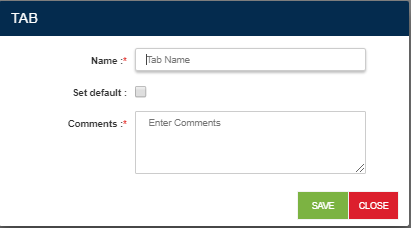 TAB
Name :*
Tab Name
Set default :
Comments :*
Enter Comments
SAVE CLOSE